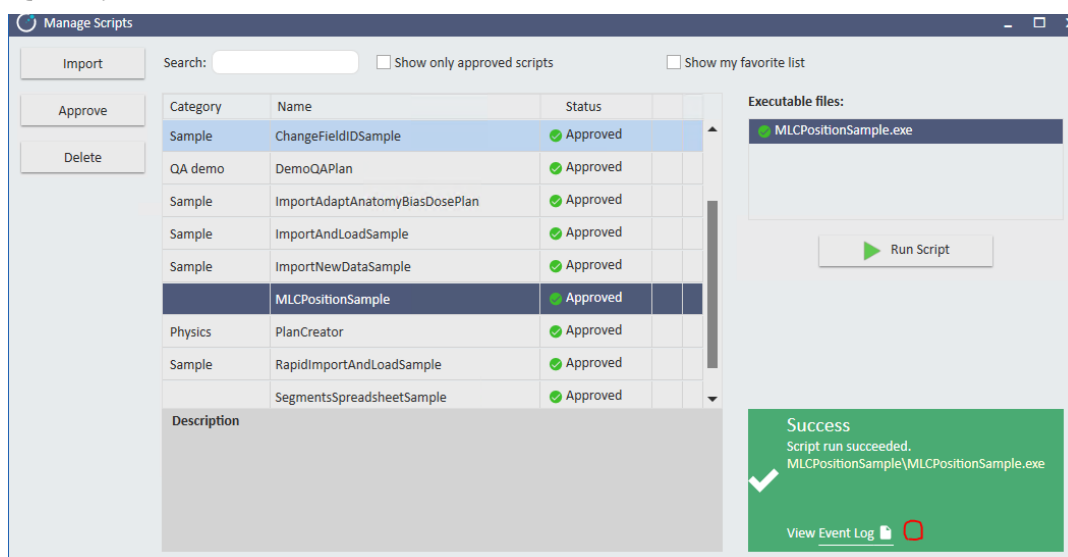 Manage Scripts
Import
Approve
Delete
Search:
Show only approved scripts
Show my favorite list
Category Name Status
Sample ChangeFieldIDSample Approved
QA demo DemoQAPlan Approved
Sample ImportAdaptAnatomyBiasDosePlan Approved
Sample ImportAndLoadSample Approved
Sample ImportNewDataSample Approved
MLCPositionSample Approved
Physics PlanCreator Approved
Sample RapidImportAndLoadSample Approved
SegmentsSpreadsheetSample Approved
Description
Executable files:
MLCPositionSample.exe
Run Script
Success
Script run succeeded.
MLCPositionSample\MLCPositionSample.exe
View Event Log